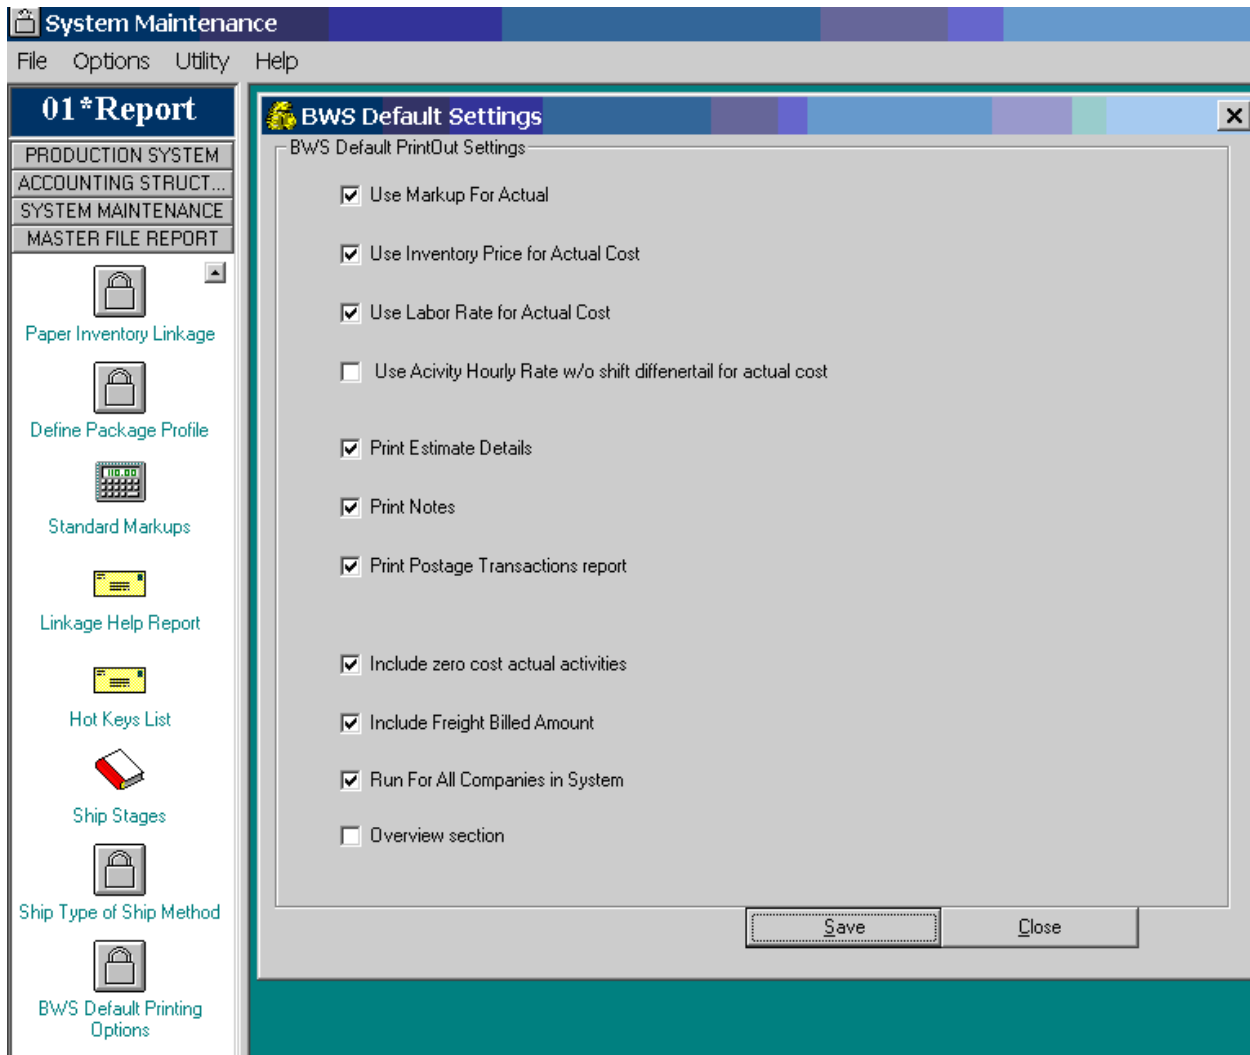 System Maintenance
File Options Utility Help
01*Report
PRODUCTION SYSTEM
ACCOUNTING STRUCT...
SYSTEM MAINTENANCE
MASTER FILE REPORT
Paper Inventory Linkage
Define Package Profile
110.00
Standard Markups
Linkage Help Report
Hot Keys List
Ship Stages
Ship Type of Ship Method
BWS Default Printing
Options
BWS Default Settings
BWS Default PrintOut Settings
Use Markup For Actual
Use Inventory Price for Actual Cost
Use Labor Rate for Actual Cost
Use Acivity Hourly Rate w/o shift diffenertail for actual cost
Print Estimate Details
Print Notes
Print Postage Transactions report
Include zero cost actual activities
Include Freight Billed Amount
Run For All Companies in System
Overview section
Save Close